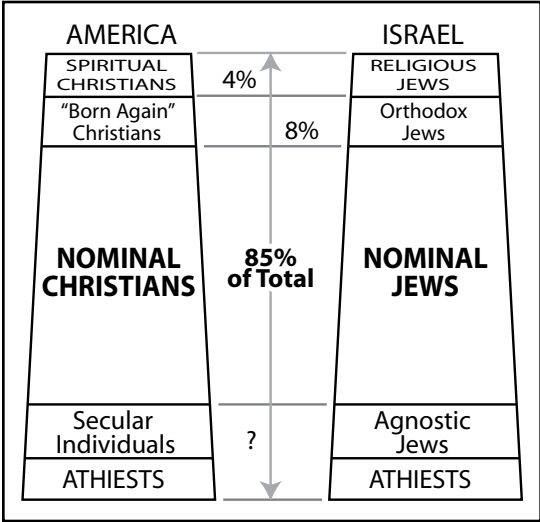 AMERICA
ISRAEL
SPIRITUAL
CHRISTIANS
4%
RELIGIOUS
JEWS
“Born Again”
Christians
8%
Orthodox
Jews
NOMINAL
CHRISTIANS
85%
of Total
NOMINAL
JEWS
Secular
Individuals
?
Agnostic
Jews
ATHIESTS
ATHIESTS